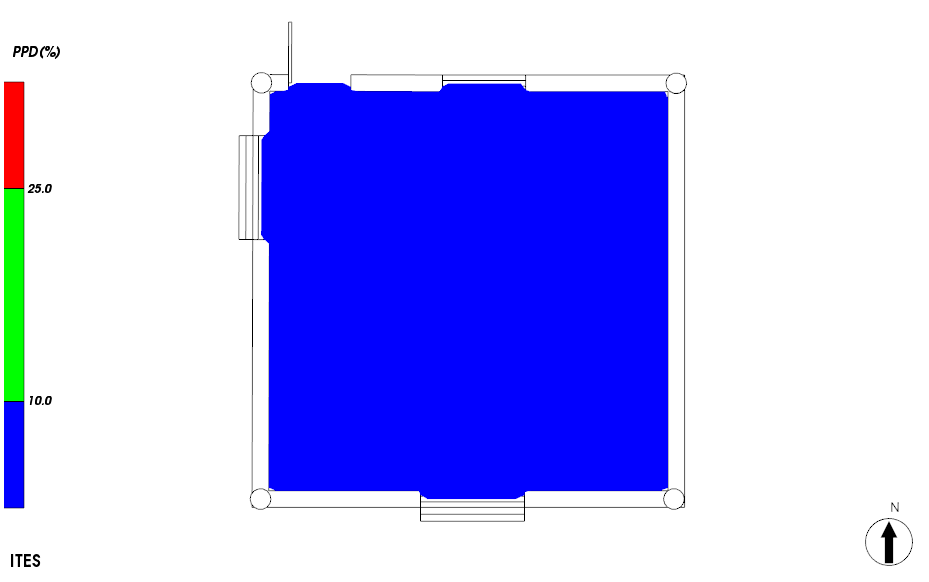 PPD(%)
25.0
10.0
N
ITES